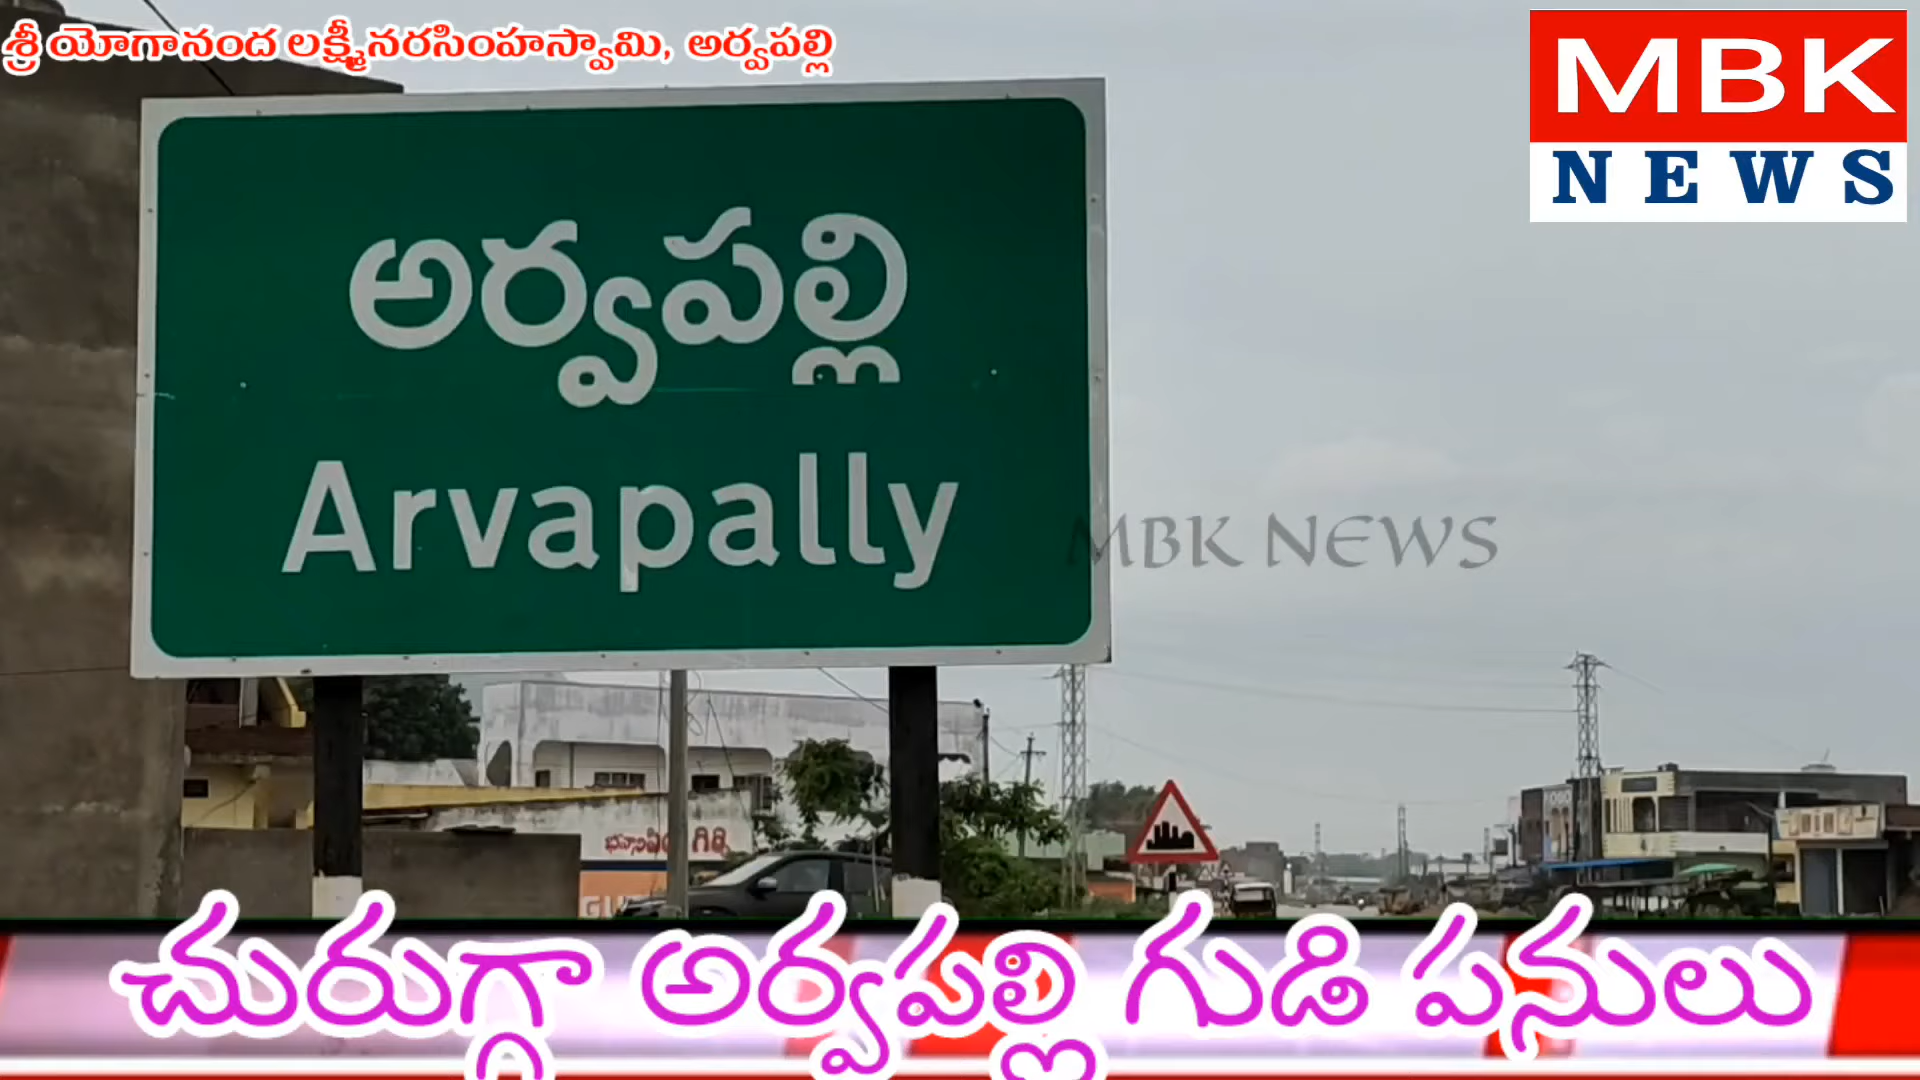 శ్రీ యోగానంద లక్ష్మీనరసింహస్వామి, అర్వపల్లి
MBK
NEWS
అర్వపల్లి
Arvapally
MBK NEWS
చురుగ్గా అర్వపల్లి గుడి పనులు